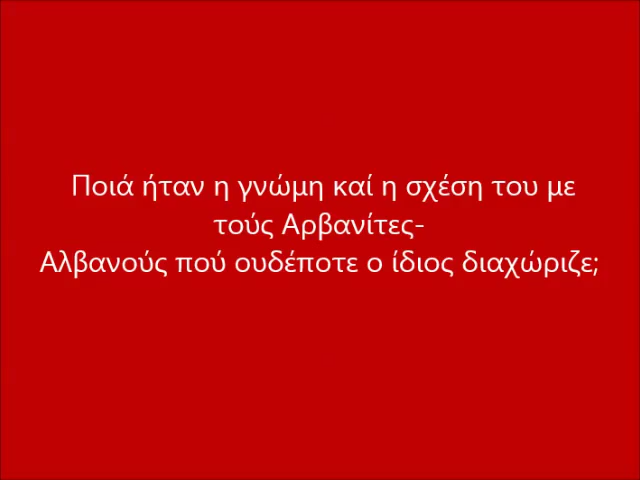 Ποιά ήταν η γνώμη καί η σχέση του με
τούς Αρβανίτες-
Αλβανούς πού ουδέποτε ο ίδιος διαχώριζε;